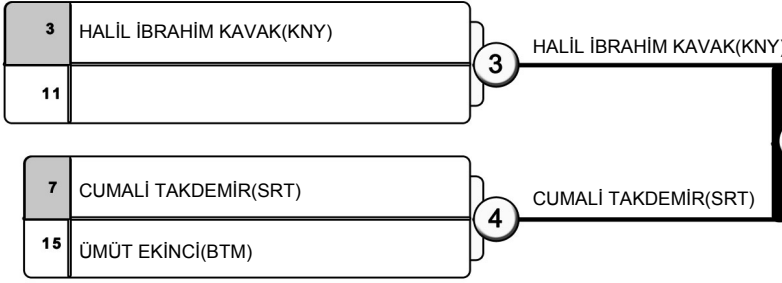 3 HALİL İBRAHİM KAVAK(KNY)
11
3 HALİL İBRAHİM KAVAK(KNY)
7 CUMALİ TAKDEMİR(SRT)
15 ÜMÜT EKİNCİ(BTM)
4 CUMALİ TAKDEMİR(SRT)